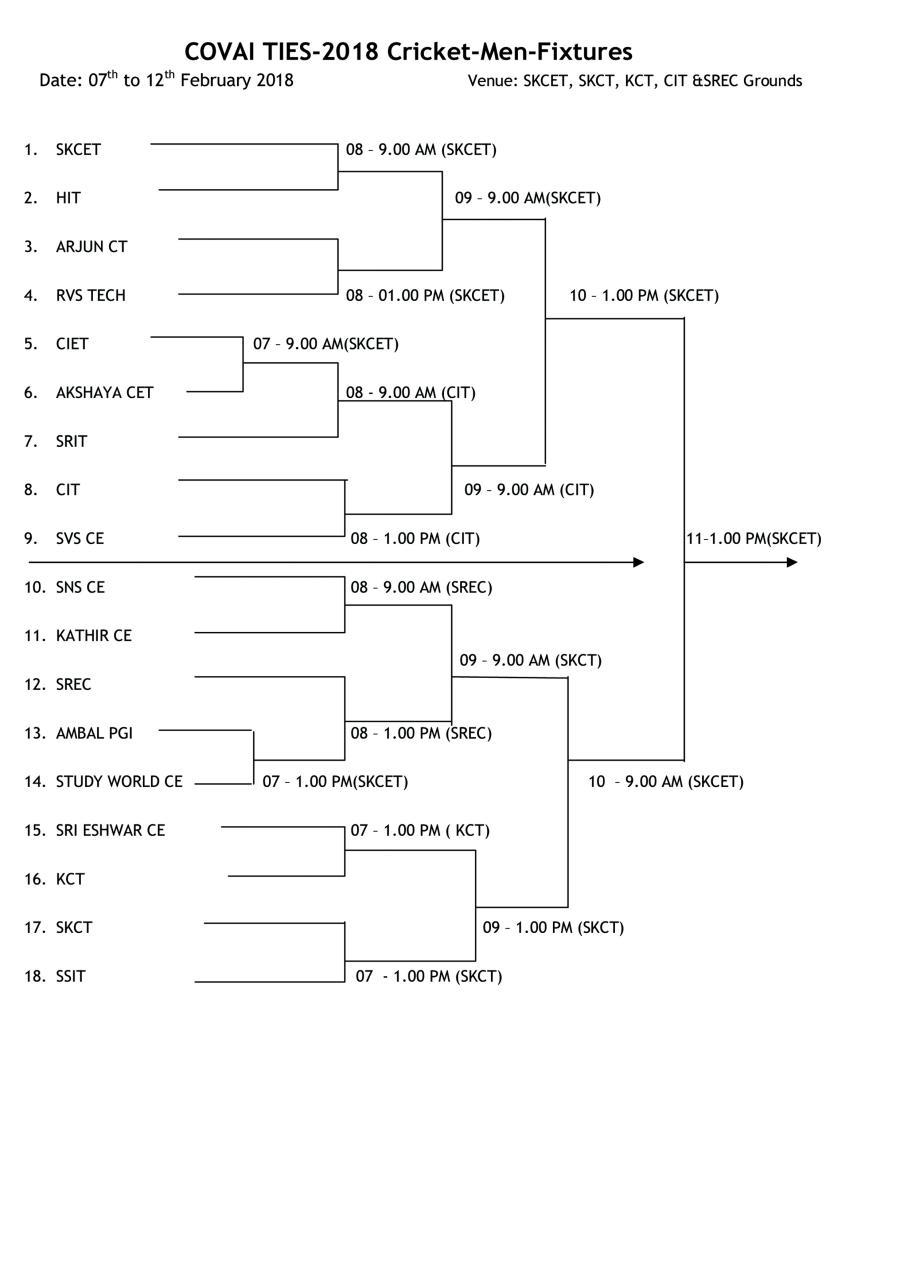 COVAI TIES-2018 Cricket-Men-Fixtures
Date: 07th to 12th February 2018 Venue: SKCET, SKCT, KCT, CIT &SREC Grounds
1. SKCET 08 – 9.00 AM (SKCET)
2. HIT 09 – 9.00 AM(SKCET)
3. ARJUN CT
4. RVS TECH 08 – 01.00 PM (SKCET) 10 – 1.00 PM (SKCET)
5. CIET 07 – 9.00 AM(SKCET)
6. AKSHAYA CET 08 - 9.00 AM (CIT)
7. SRIT
8. CIT 09 – 9.00 AM (CIT)
9. SVS CE 08 – 1.00 PM (CIT) 11-1.00 PM(SKCET)
10. SNS CE 08 – 9.00 AM (SREC)
11. KATHIR CE
09 – 9.00 AM (SKCT)
12. SREC
13. AMBAL PGI 08 – 1.00 PM (SREC)
14. STUDY WORLD CE 07 – 1.00 PM(SKCET) 10 – 9.00 AM (SKCET)
15. SRI ESHWAR CE 07 – 1.00 PM ( KCT)
16. KCT
17. SKCT 09 – 1.00 PM (SKCT)
18. SSIT 07 - 1.00 PM (SKCT)